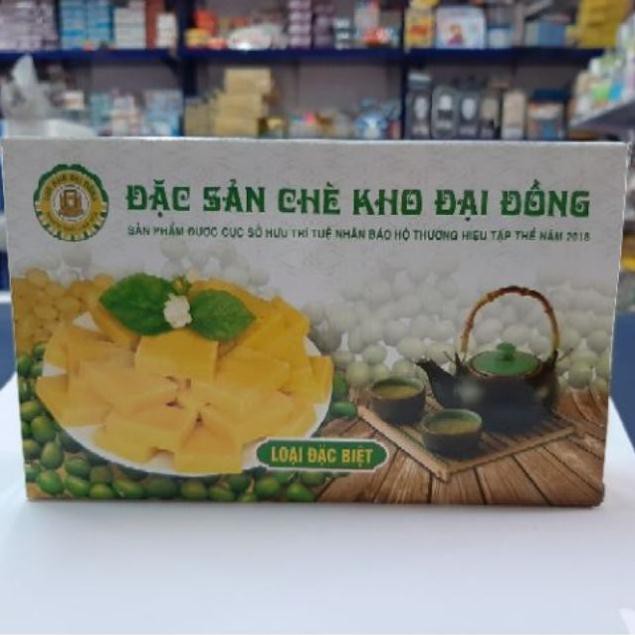 ĐẶC SẢN CHÈ KHO ĐẠI ĐỒNG
SẢN PHẨM ĐƯỢC CỤC SỞ HỮU TRÍ TUỆ NHÂN BẢO HỘ THƯƠNG HIỆU TẬP THỂ NĂM 2018
LOẠI ĐẶC BIỆT